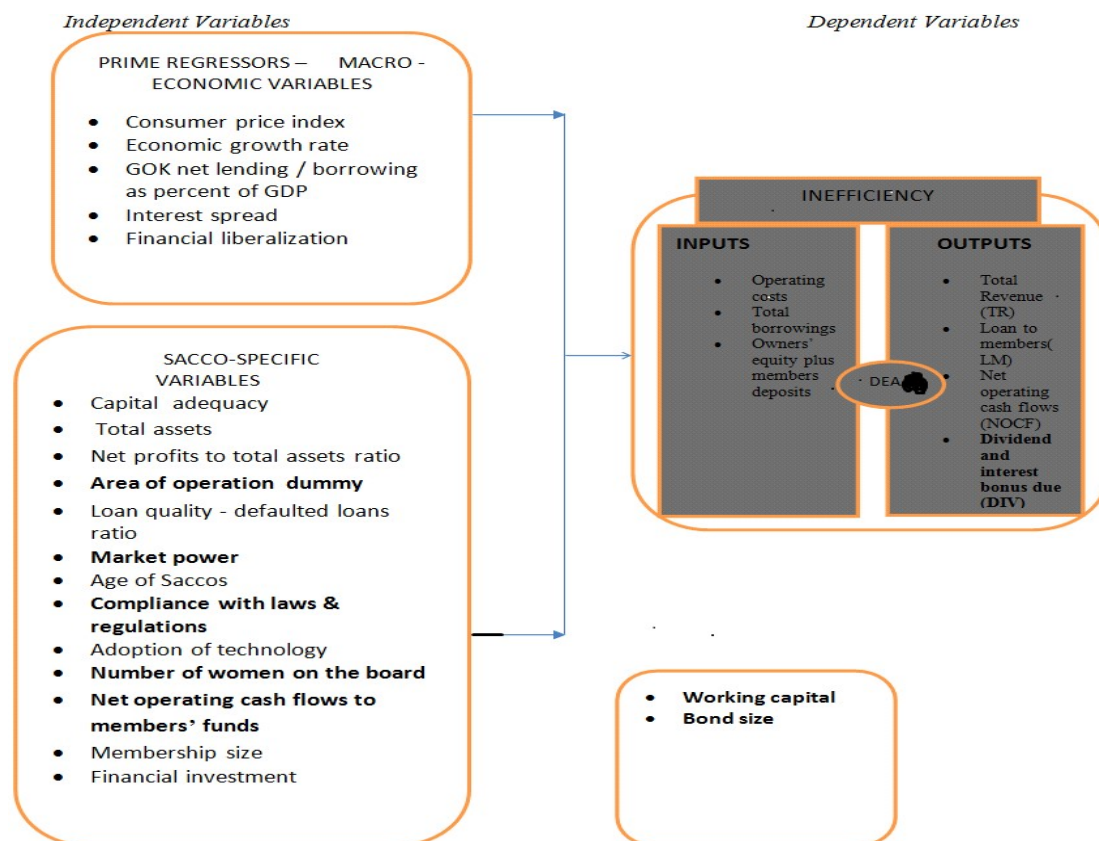 Independent Variables
Dependent Variables
PRIME REGRESSORS – MACRO -
ECONOMIC VARIABLES
• Consumer price index
• Economic growth rate
• GOK net lending / borrowing
as percent of GDP
• Interest spread
• Financial liberalization
SACCO-SPECIFIC
VARIABLES
• Capital adequacy
• Total assets
• Net profits to total assets ratio
• Area of operation dummy
• Loan quality - defaulted loans
ratio
• Market power
• Age of Saccos
• Compliance with laws &
regulations
• Adoption of technology
• Number of women on the board
• Net operating cash flows to
members’ funds
• Membership size
• Financial investment
INEFFICIENCY
INPUTS
• Operating
costs
• Total
borrowings
• Owners’
equity plus
members
deposits
DEA
OUTPUTS
• Total
Revenue
(TR)
• Loan to
members(
LM)
• Net
operating
cash flows
(NOCF)
• Dividend
and
interest
bonus due
(DIV)
• Working capital
• Bond size